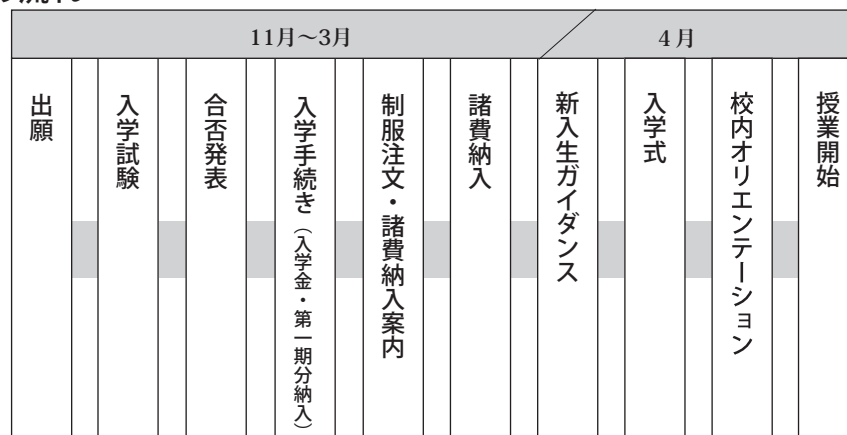 11月～3月
4月
出願
入学試験
合否発表
入学手続き（入学金・第一期分納入）
制服注文・諸費納入案内
諸費納入
新入生ガイダンス
入学式
校内オリエンテーション
授業開始